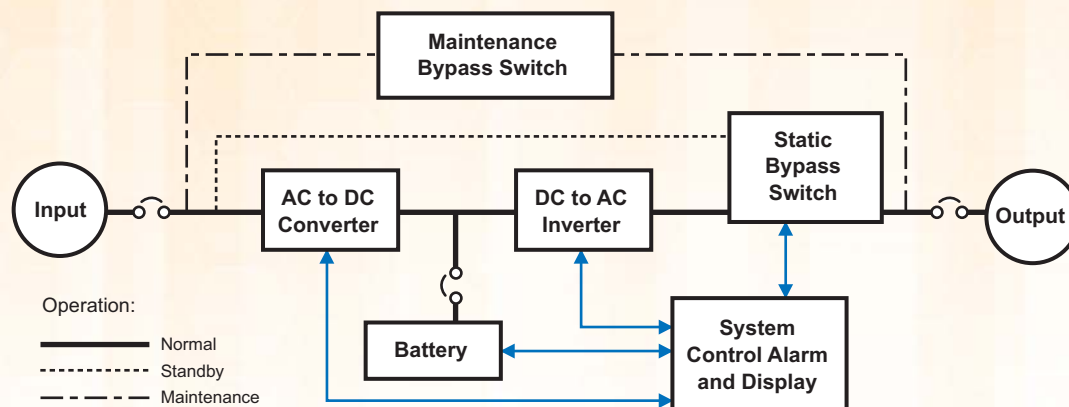 Maintenance
Bypass Switch
Static
Bypass
Switch
Input
AC to DC
Converter
DC to AC
Inverter
Output
Operation:
Normal
Standby
Maintenance
Battery
System
Control Alarm
and Display